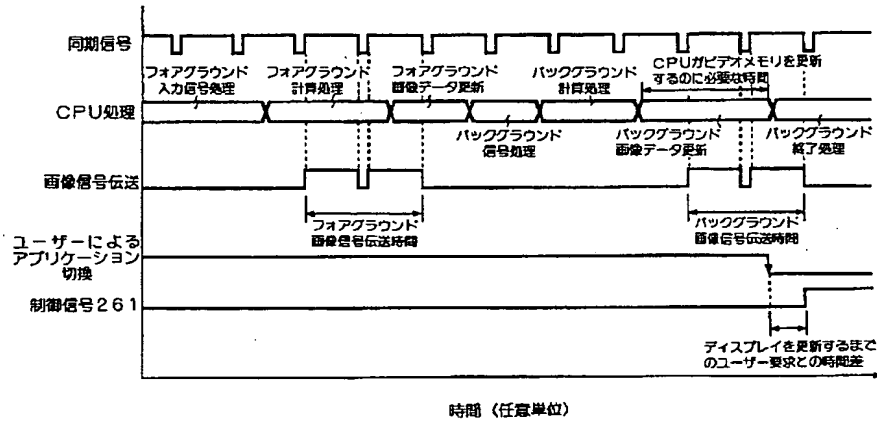 同期信号
フォアグラウンド
入力信号処理
フォアグラウンド
計算処理
フォアグラウンド
画像データ更新
バックグラウンド
計算処理
CPUがビデオメモリを更新
するのに必要な時間
CPU処理
バックグラウンド
信号処理
バックグラウンド
画像データ更新
バックグラウンド
終了処理
画像信号伝送
フォアグラウンド
画像信号伝送時間
バックグラウンド
画像信号伝送時間
ユーザーによる
アプリケーション
切換
制御信号261
ディスプレイを更新するまで
のユーザー要求との時間差
時間（任意単位）